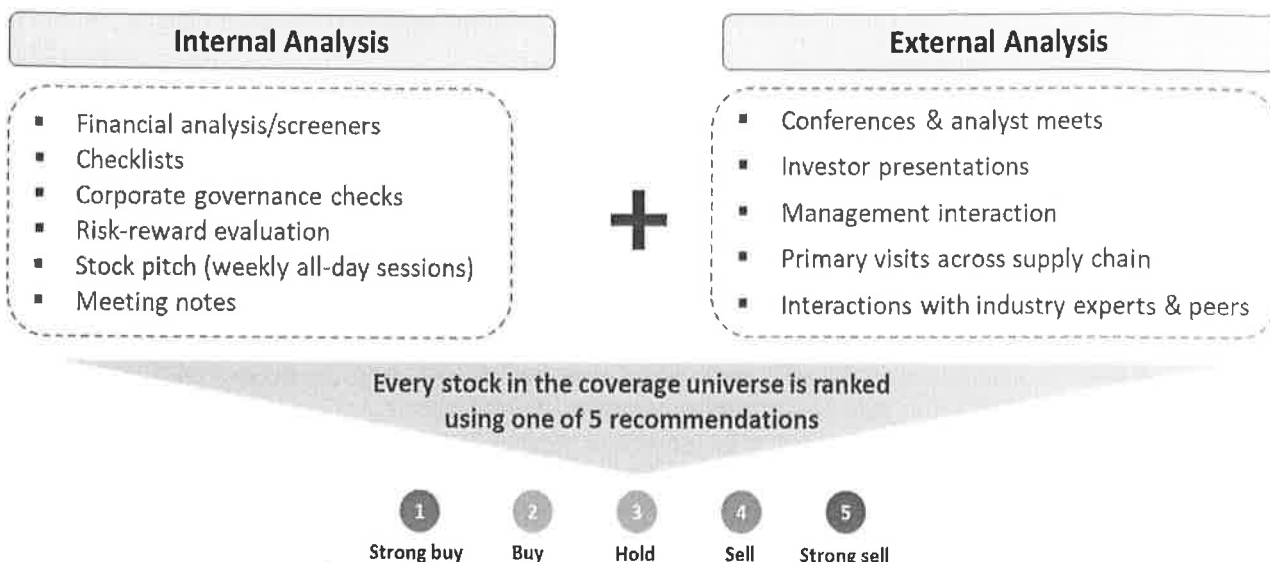 Internal Analysis
Financial analysis/screeners
Checklists
Corporate governance checks
Risk-reward evaluation
Stock pitch (weekly all-day sessions)
Meeting notes
+
External Analysis
Conferences & analyst meets
Investor presentations
Management interaction
Primary visits across supply chain
Interactions with industry experts & peers
Every stock in the coverage universe is ranked
using one of 5 recommendations
1 2 3 4 5
Strong buy Buy Hold Sell Strong sell